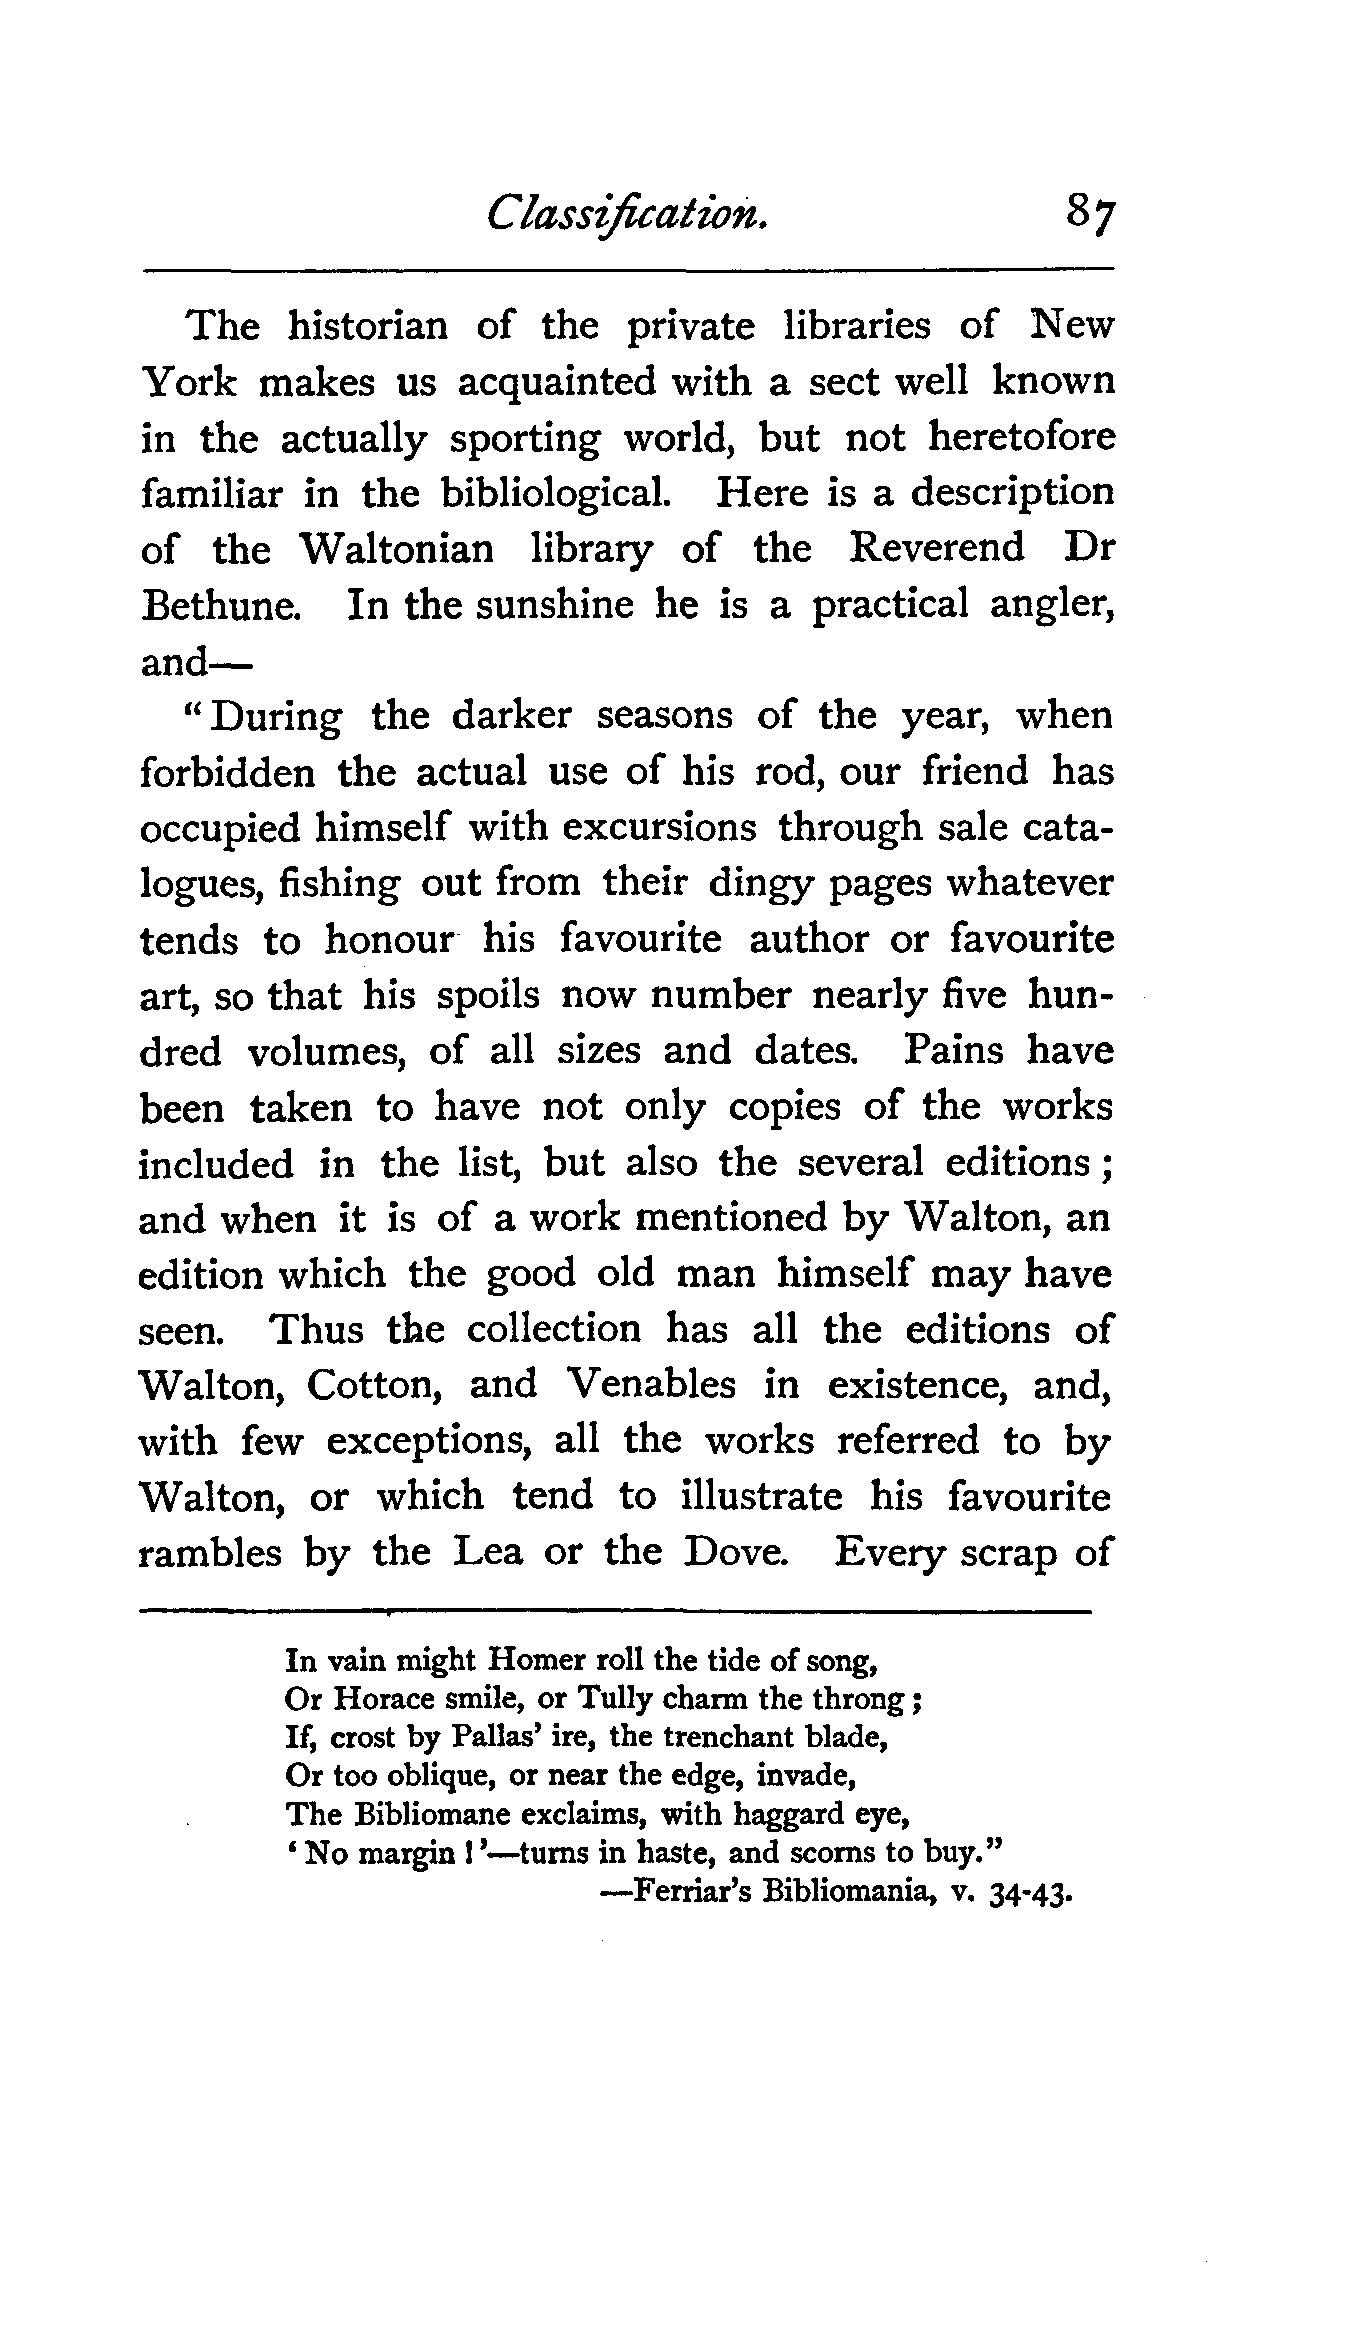 Classification. 87
The historian of the private libraries of New
York makes us acquainted with a sect well known
in the actually sporting world, but not heretofore
familiar in the bibliological. Here is a description
of the Waltonian library of the Reverend Dr
Bethune. In the sunshine he is a practical angler,
and—
“During the darker seasons of the year, when
forbidden the actual use of his rod, our friend has
occupied himself with excursions through sale cata-
logues, fishing out from their dingy pages whatever
tends to honour his favourite author or favourite
art, so that his spoils now number nearly five hun-
dred volumes, of all sizes and dates. Pains have
been taken to have not only copies of the works
included in the list, but also the several editions;
and when it is of a work mentioned by Walton, an
edition which the good old man himself may have
seen. Thus the collection has all the editions of
Walton, Cotton, and Venables in existence, and,
with few exceptions, all the works referred to by
Walton, or which tend to illustrate his favourite
rambles by the Lea or the Dove. Every scrap of
In vain might Homer roll the tide of song,
Or Horace smile, or Tully charm the throng;
If, crost by Pallas’ ire, the trenchant blade,
Or too oblique, or near the edge, invade,
The Bibliomane exclaims, with haggard eye,
‘No margin!’—turns in haste, and scorns to buy.”
—Ferriar’s Bibliomania, v. 34-43.